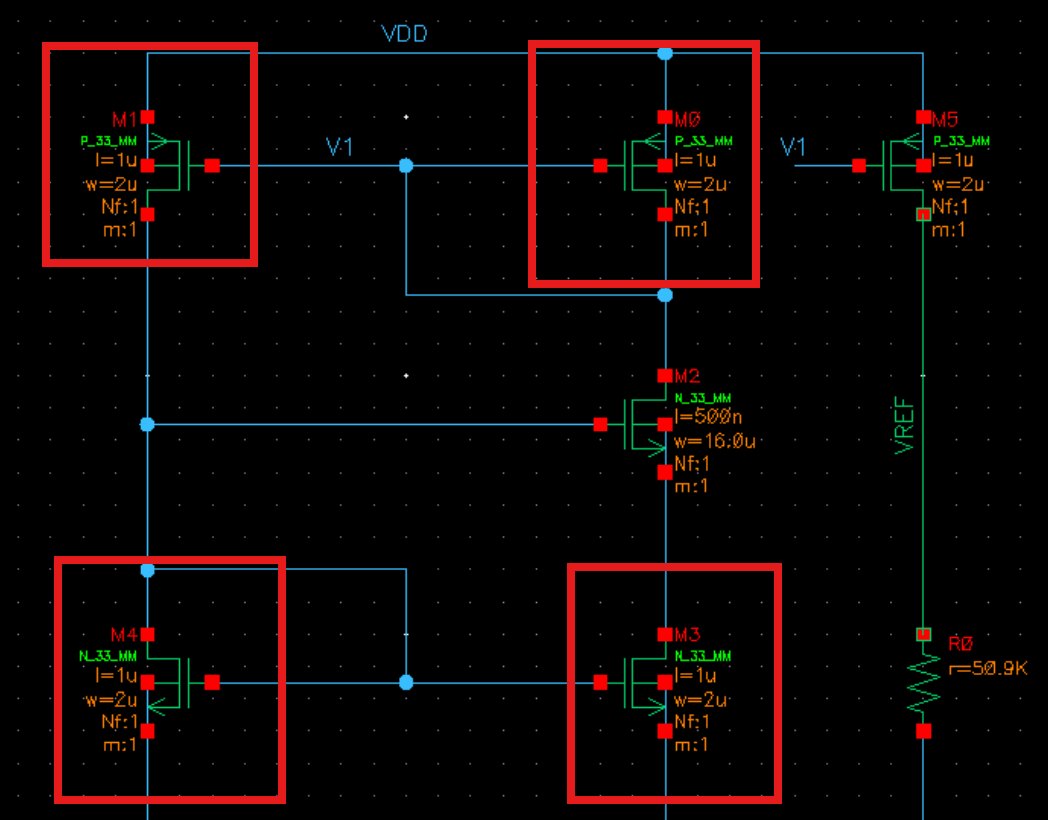 VDD
M1
P_33_MM
l=1u
w=2u
Nf:1
m:1
V1
M0
P_33_MM
l=1u
w=2u
Nf:1
m:1
V1
M5
P_33_MM
l=1u
w=2u
Nf:1
m:1
M2
N_33_MM
l=500n
w=16.0u
Nf:1
m:1
VREF
M4
N_33_MM
l=1u
w=2u
Nf:1
m:1
M3
N_33_MM
l=1u
w=2u
Nf:1
m:1
R0
r=50.9K